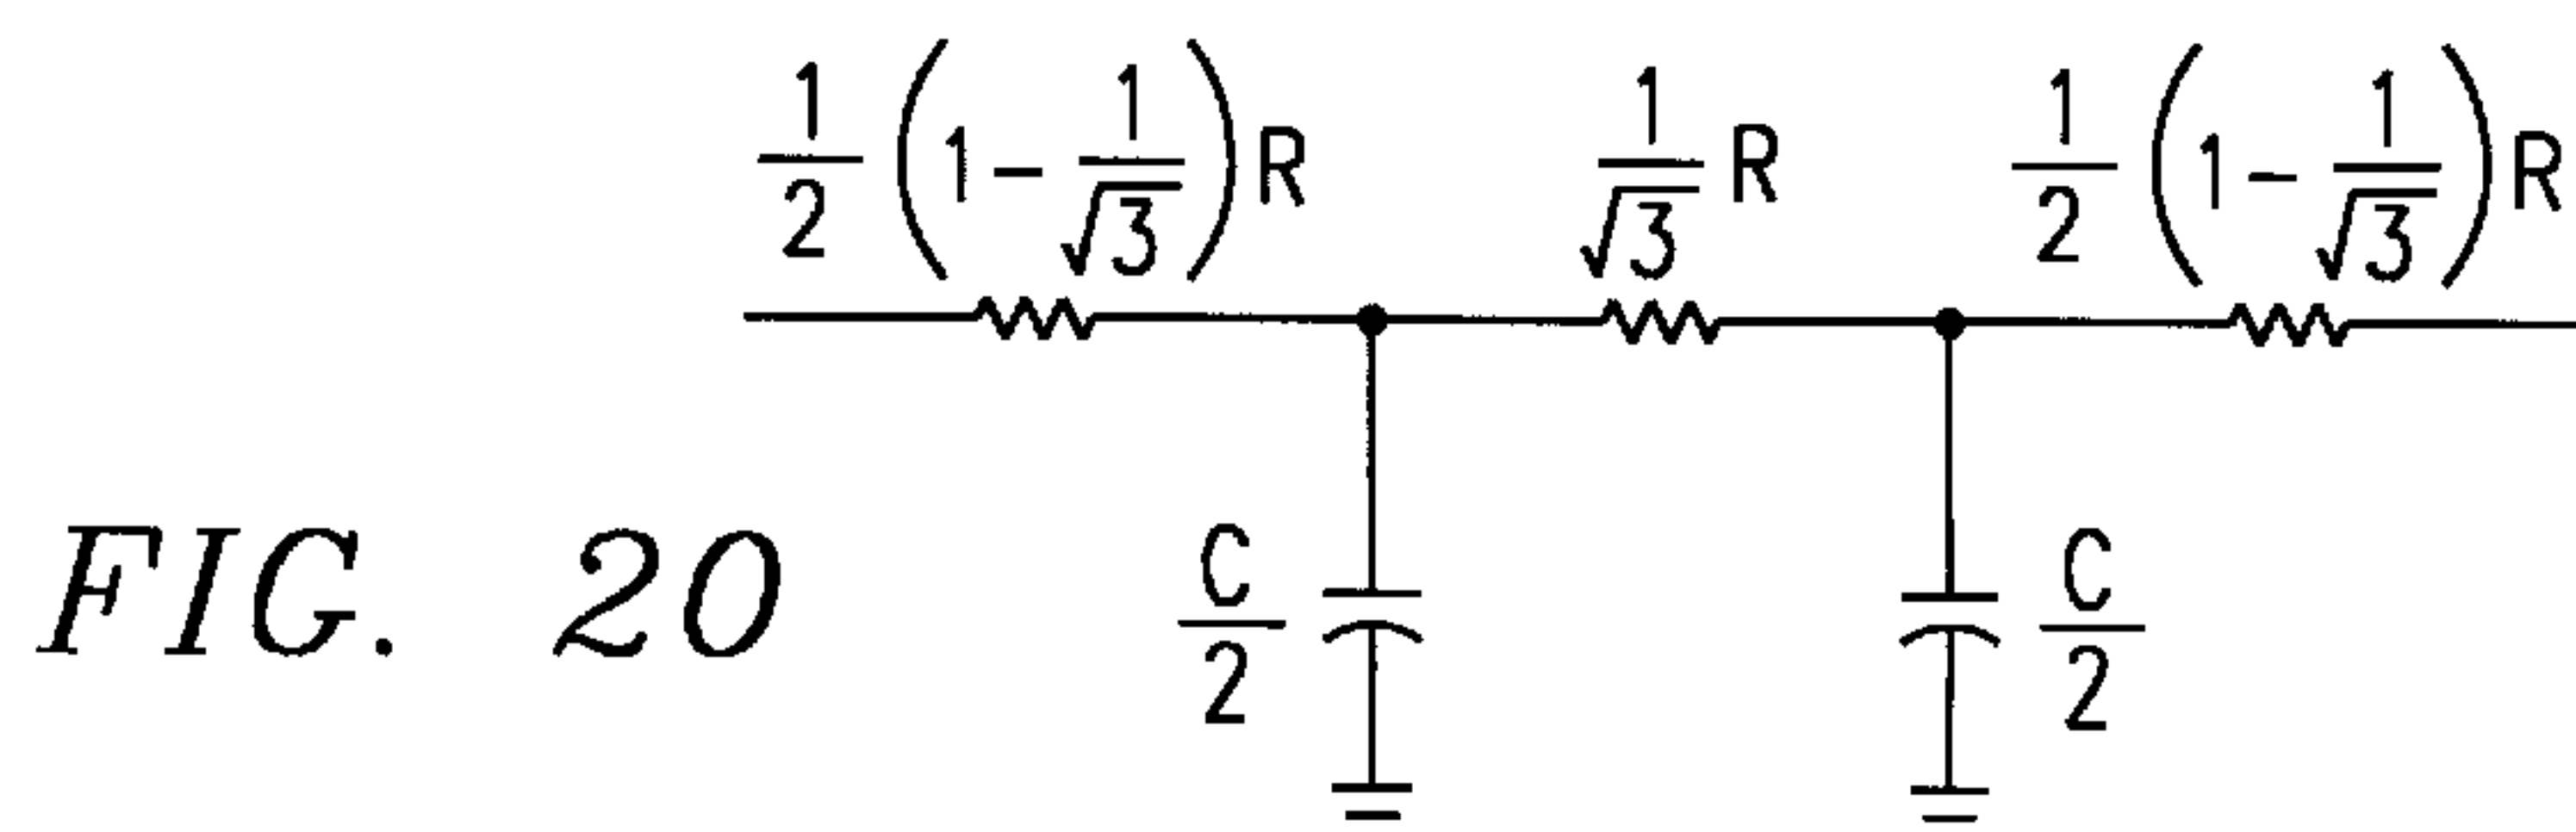 1/2 (1 - 1/√3) R
1/√3 R
1/2 (1 - 1/√3) R
C/2
C/2
FIG. 20